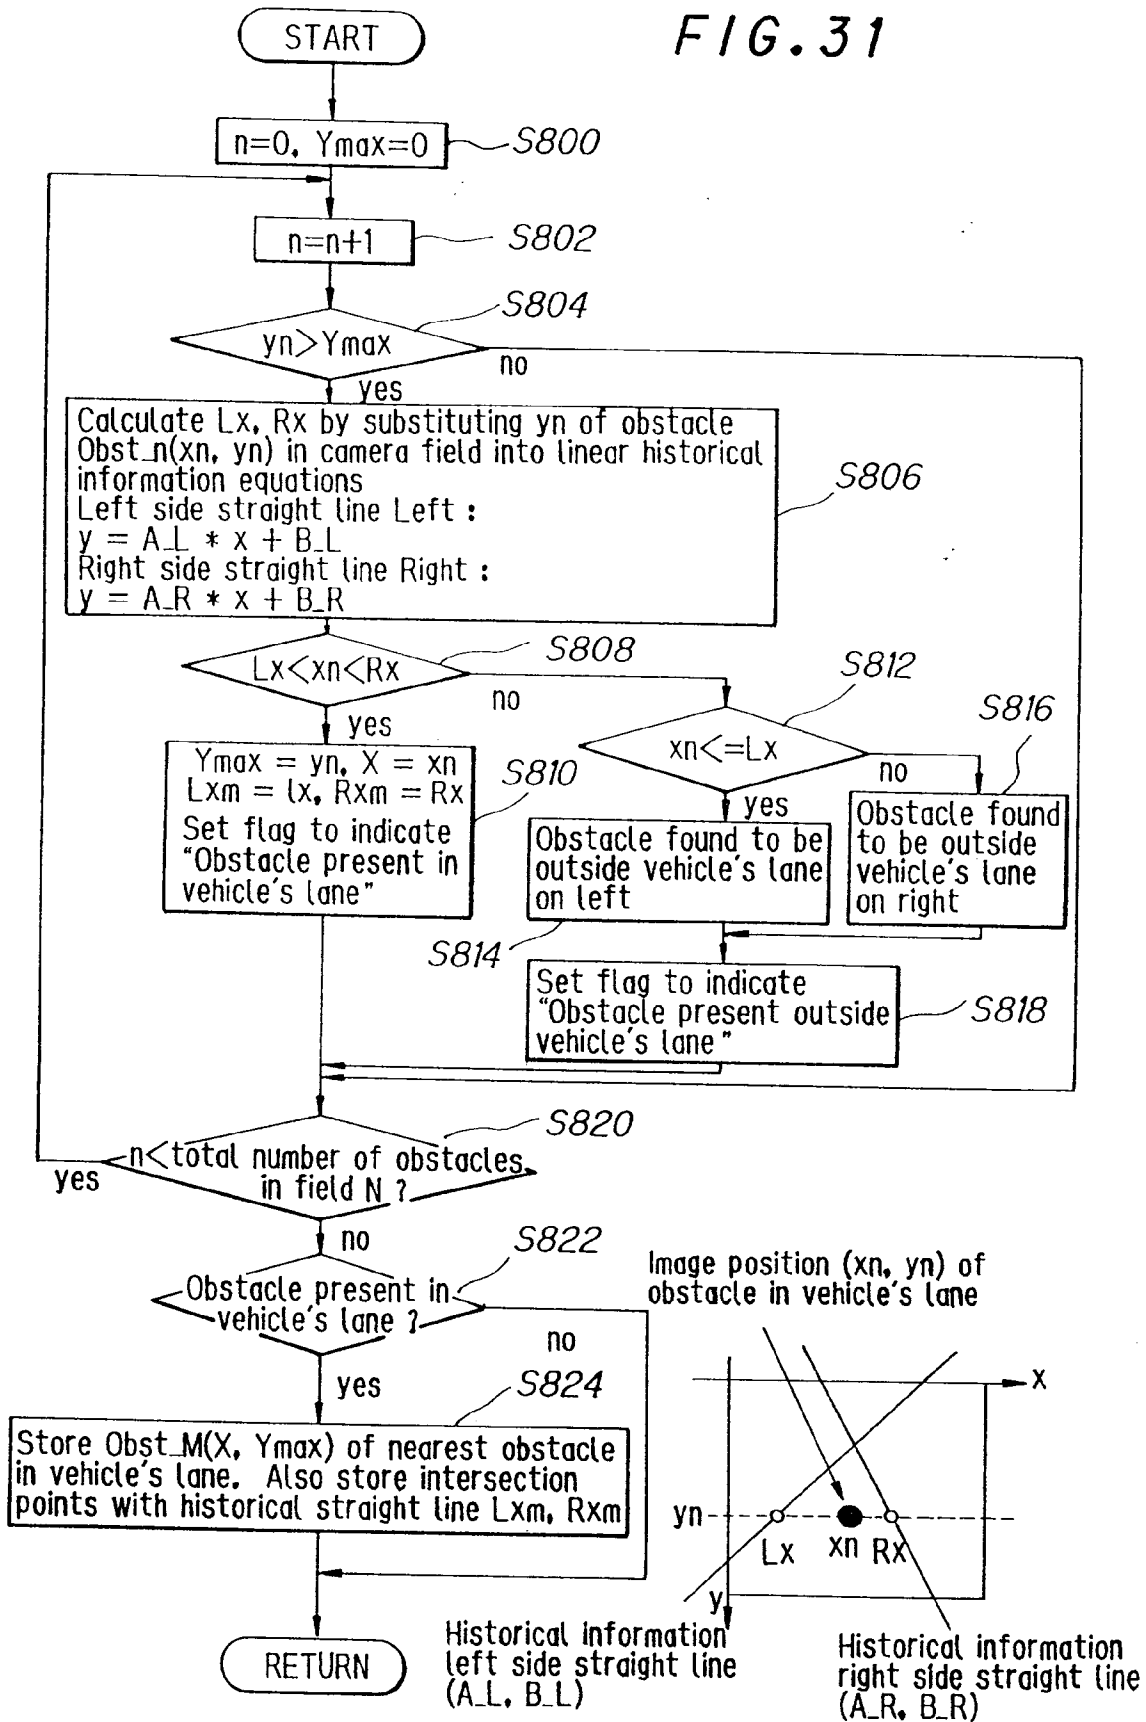 FIG.31
START
n=0, Ymax=0
S800
n=n+1
S802
S804
yn>Ymax
no
yes
Calculate Lx, Rx by substituting yn of obstacle
Obst_n(xn, yn) in camera field into linear historical
information equations
Left side straight line Left :
y = A_L * x + B_L
Right side straight line Right :
y = A_R * x + B_R
S806
S808
Lx<xn<Rx
no
yes
S812
xn<=Lx
no
yes
S816
Ymax = yn, X = xn
Lxm = lx, Rxm = Rx
Set flag to indicate
"Obstacle present in
vehicle's lane"
S810
Obstacle found to be
outside vehicle's lane
on left
S814
Obstacle found
to be outside
vehicle's lane
on right
Set flag to indicate
"Obstacle present outside
vehicle's lane"
S818
S820
n<total number of obstacles
in field N ?
yes
no
S822
Obstacle present in
vehicle's lane ?
no
yes
S824
Store Obst_M(X, Ymax) of nearest obstacle
in vehicle's lane. Also store intersection
points with historical straight line Lxm, Rxm
RETURN
Image position (xn, yn) of
obstacle in vehicle's lane
x
yn
Lx
xn
Rx
y
Historical information
left side straight line
(A_L, B_L)
Historical information
right side straight line
(A_R, B_R)